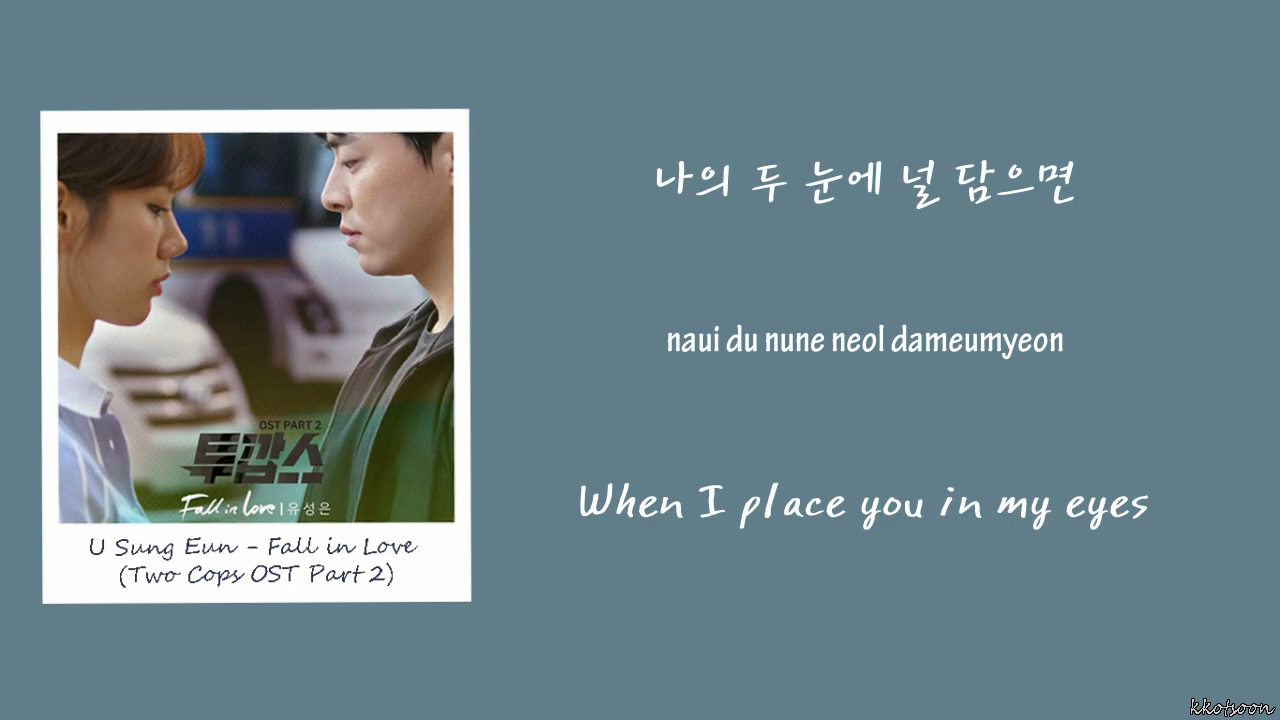 나의 두 눈에 널 담으면
naui du nune neol dameumyeon
When I place you in my eyes
OST PART 2
투깝스
Fall in Love | 유성은
U Sung Eun - Fall in Love
(Two Cops OST Part 2)
kkotsoon